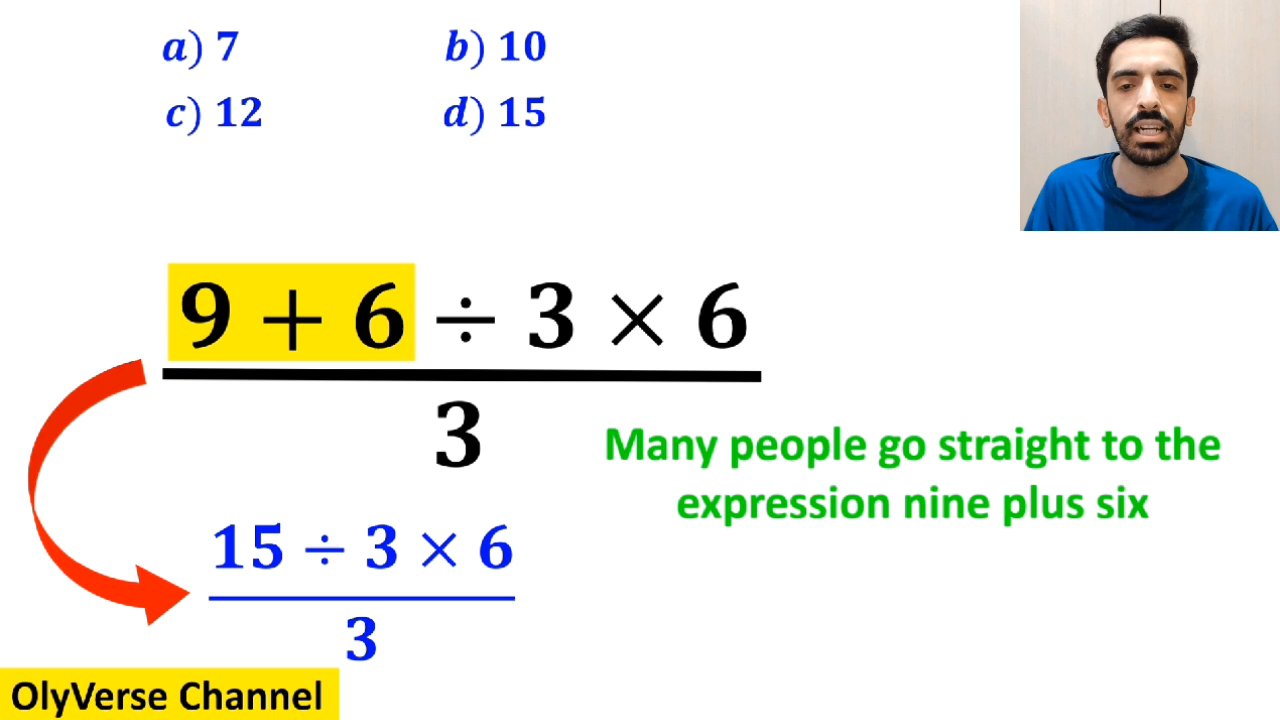 a) 7 b) 10
c) 12 d) 15
9 + 6 ÷ 3 × 6
3
Many people go straight to the
expression nine plus six
15 ÷ 3 × 6
3
OlyVerse Channel